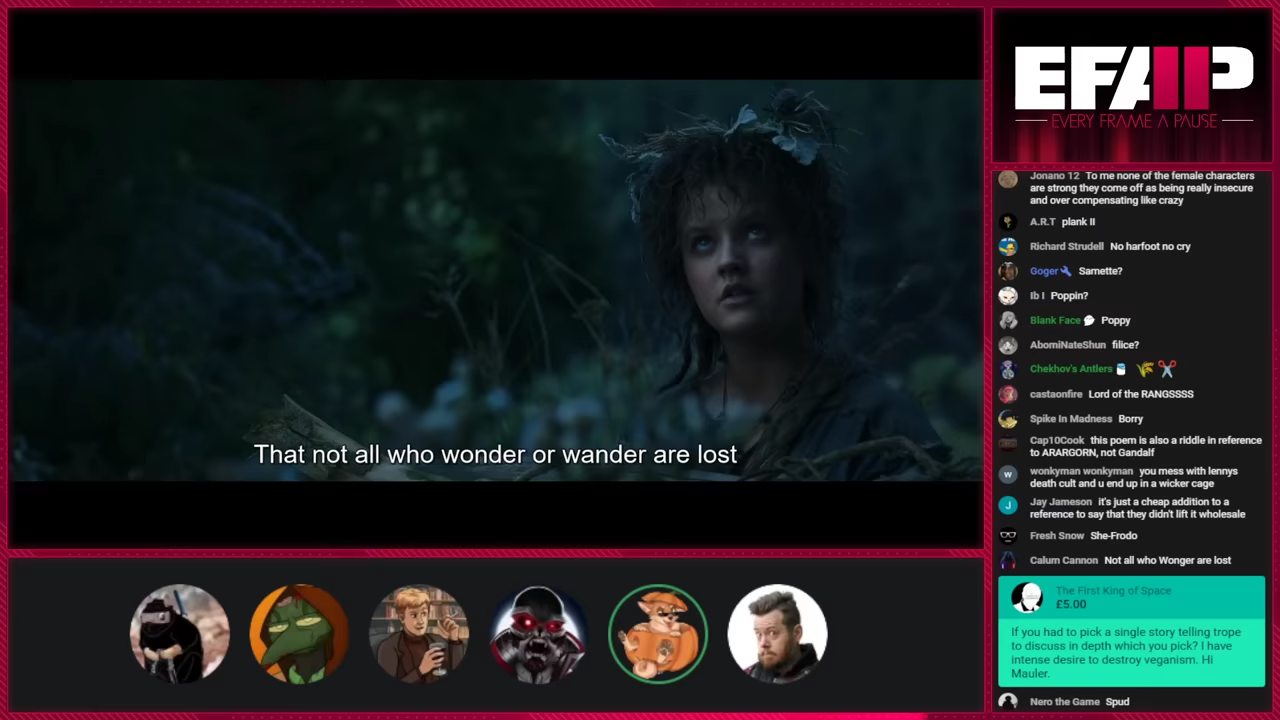 That not all who wonder or wander are lost
EFAP
EVERY FRAME A PAUSE
Jonano 12 To me none of the female characters
are strong they come off as being really insecure
and over compensating like crazy
A.R.T plank II
Richard Strudell No harfoot no cry
Goger Samette?
Ib I Poppin?
Blank Face Poppy
AbomiNateShun filice?
Chekhov's Antlers
castaonfire Lord of the RANGSSSS
Spike In Madness Borry
Cap10Cook this poem is also a riddle in reference
to ARARGORN, not Gandalf
w
wonkyman wonkyman you mess with lennys
death cult and u end up in a wicker cage
J
Jay Jameson it's just a cheap addition to a
reference to say that they didn't lift it wholesale
Fresh Snow She-Frodo
Calum Cannon Not all who Wonger are lost
The First King of Space
£5.00
If you had to pick a single story telling trope
to discuss in depth which you pick? I have
intense desire to destroy veganism. Hi
Mauler.
Nero the Game Spud